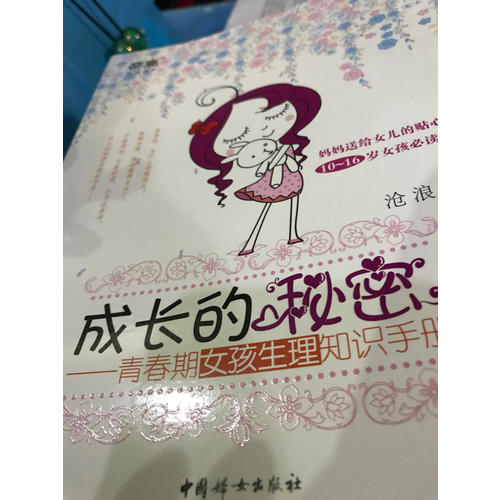 妈妈送给女儿的贴心
10~16岁女孩必读
沧浪
成长的秘密
——青春期女孩生理知识手册
中国妇女出版社